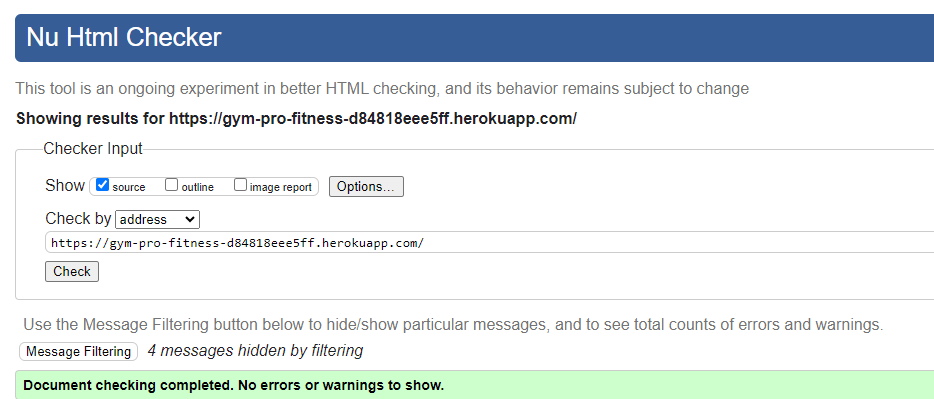 Nu Html Checker
This tool is an ongoing experiment in better HTML checking, and its behavior remains subject to change
Showing results for https://gym-pro-fitness-d84818eee5ff.herokuapp.com/
Checker Input
Show source outline image report Options...
Check by address
https://gym-pro-fitness-d84818eee5ff.herokuapp.com/
Check
Use the Message Filtering button below to hide/show particular messages, and to see total counts of errors and warnings.
Message Filtering 4 messages hidden by filtering
Document checking completed. No errors or warnings to show.